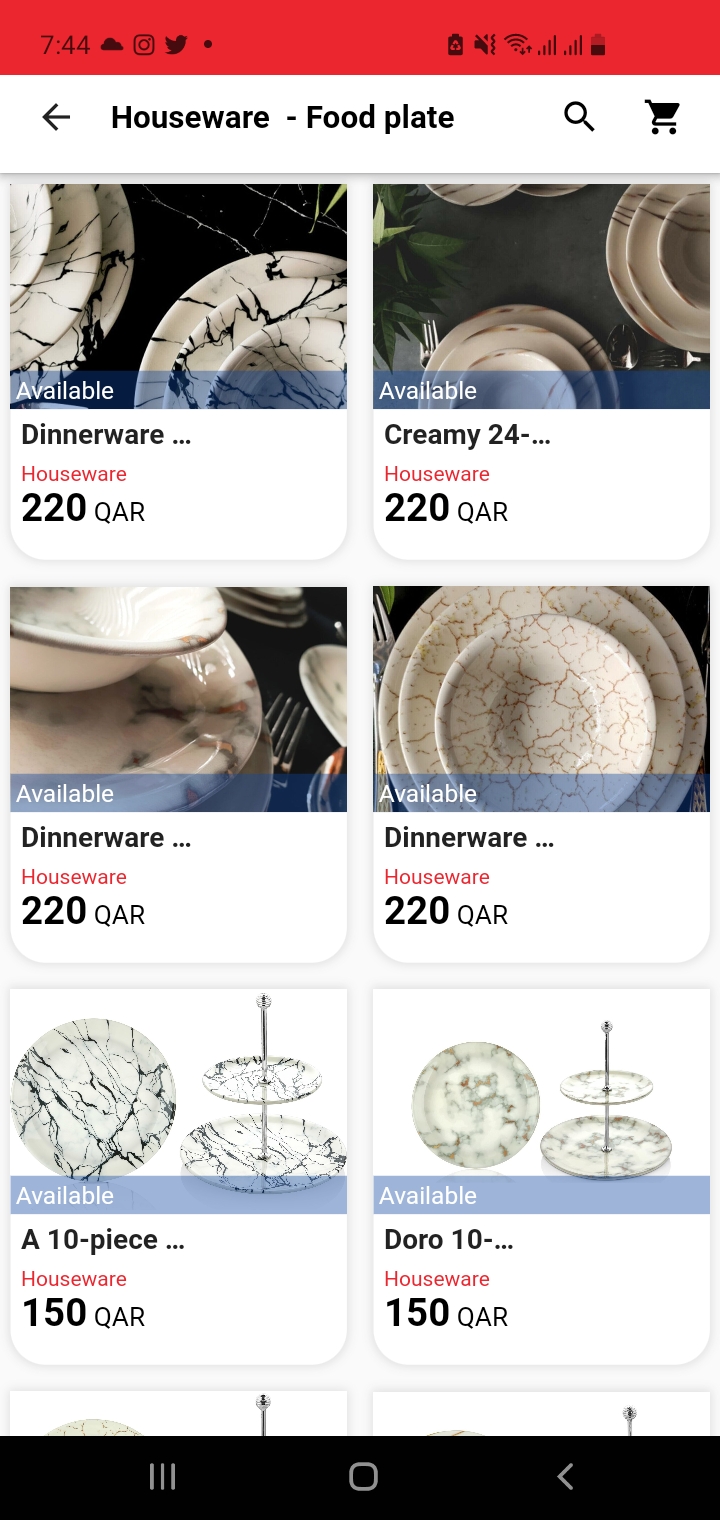 7:44
Houseware - Food plate
Available
Dinnerware ...
Houseware
220 QAR
Available
Creamy 24-...
Houseware
220 QAR
Available
Dinnerware ...
Houseware
220 QAR
Available
Dinnerware ...
Houseware
220 QAR
Available
A 10-piece ...
Houseware
150 QAR
Available
Doro 10-...
Houseware
150 QAR